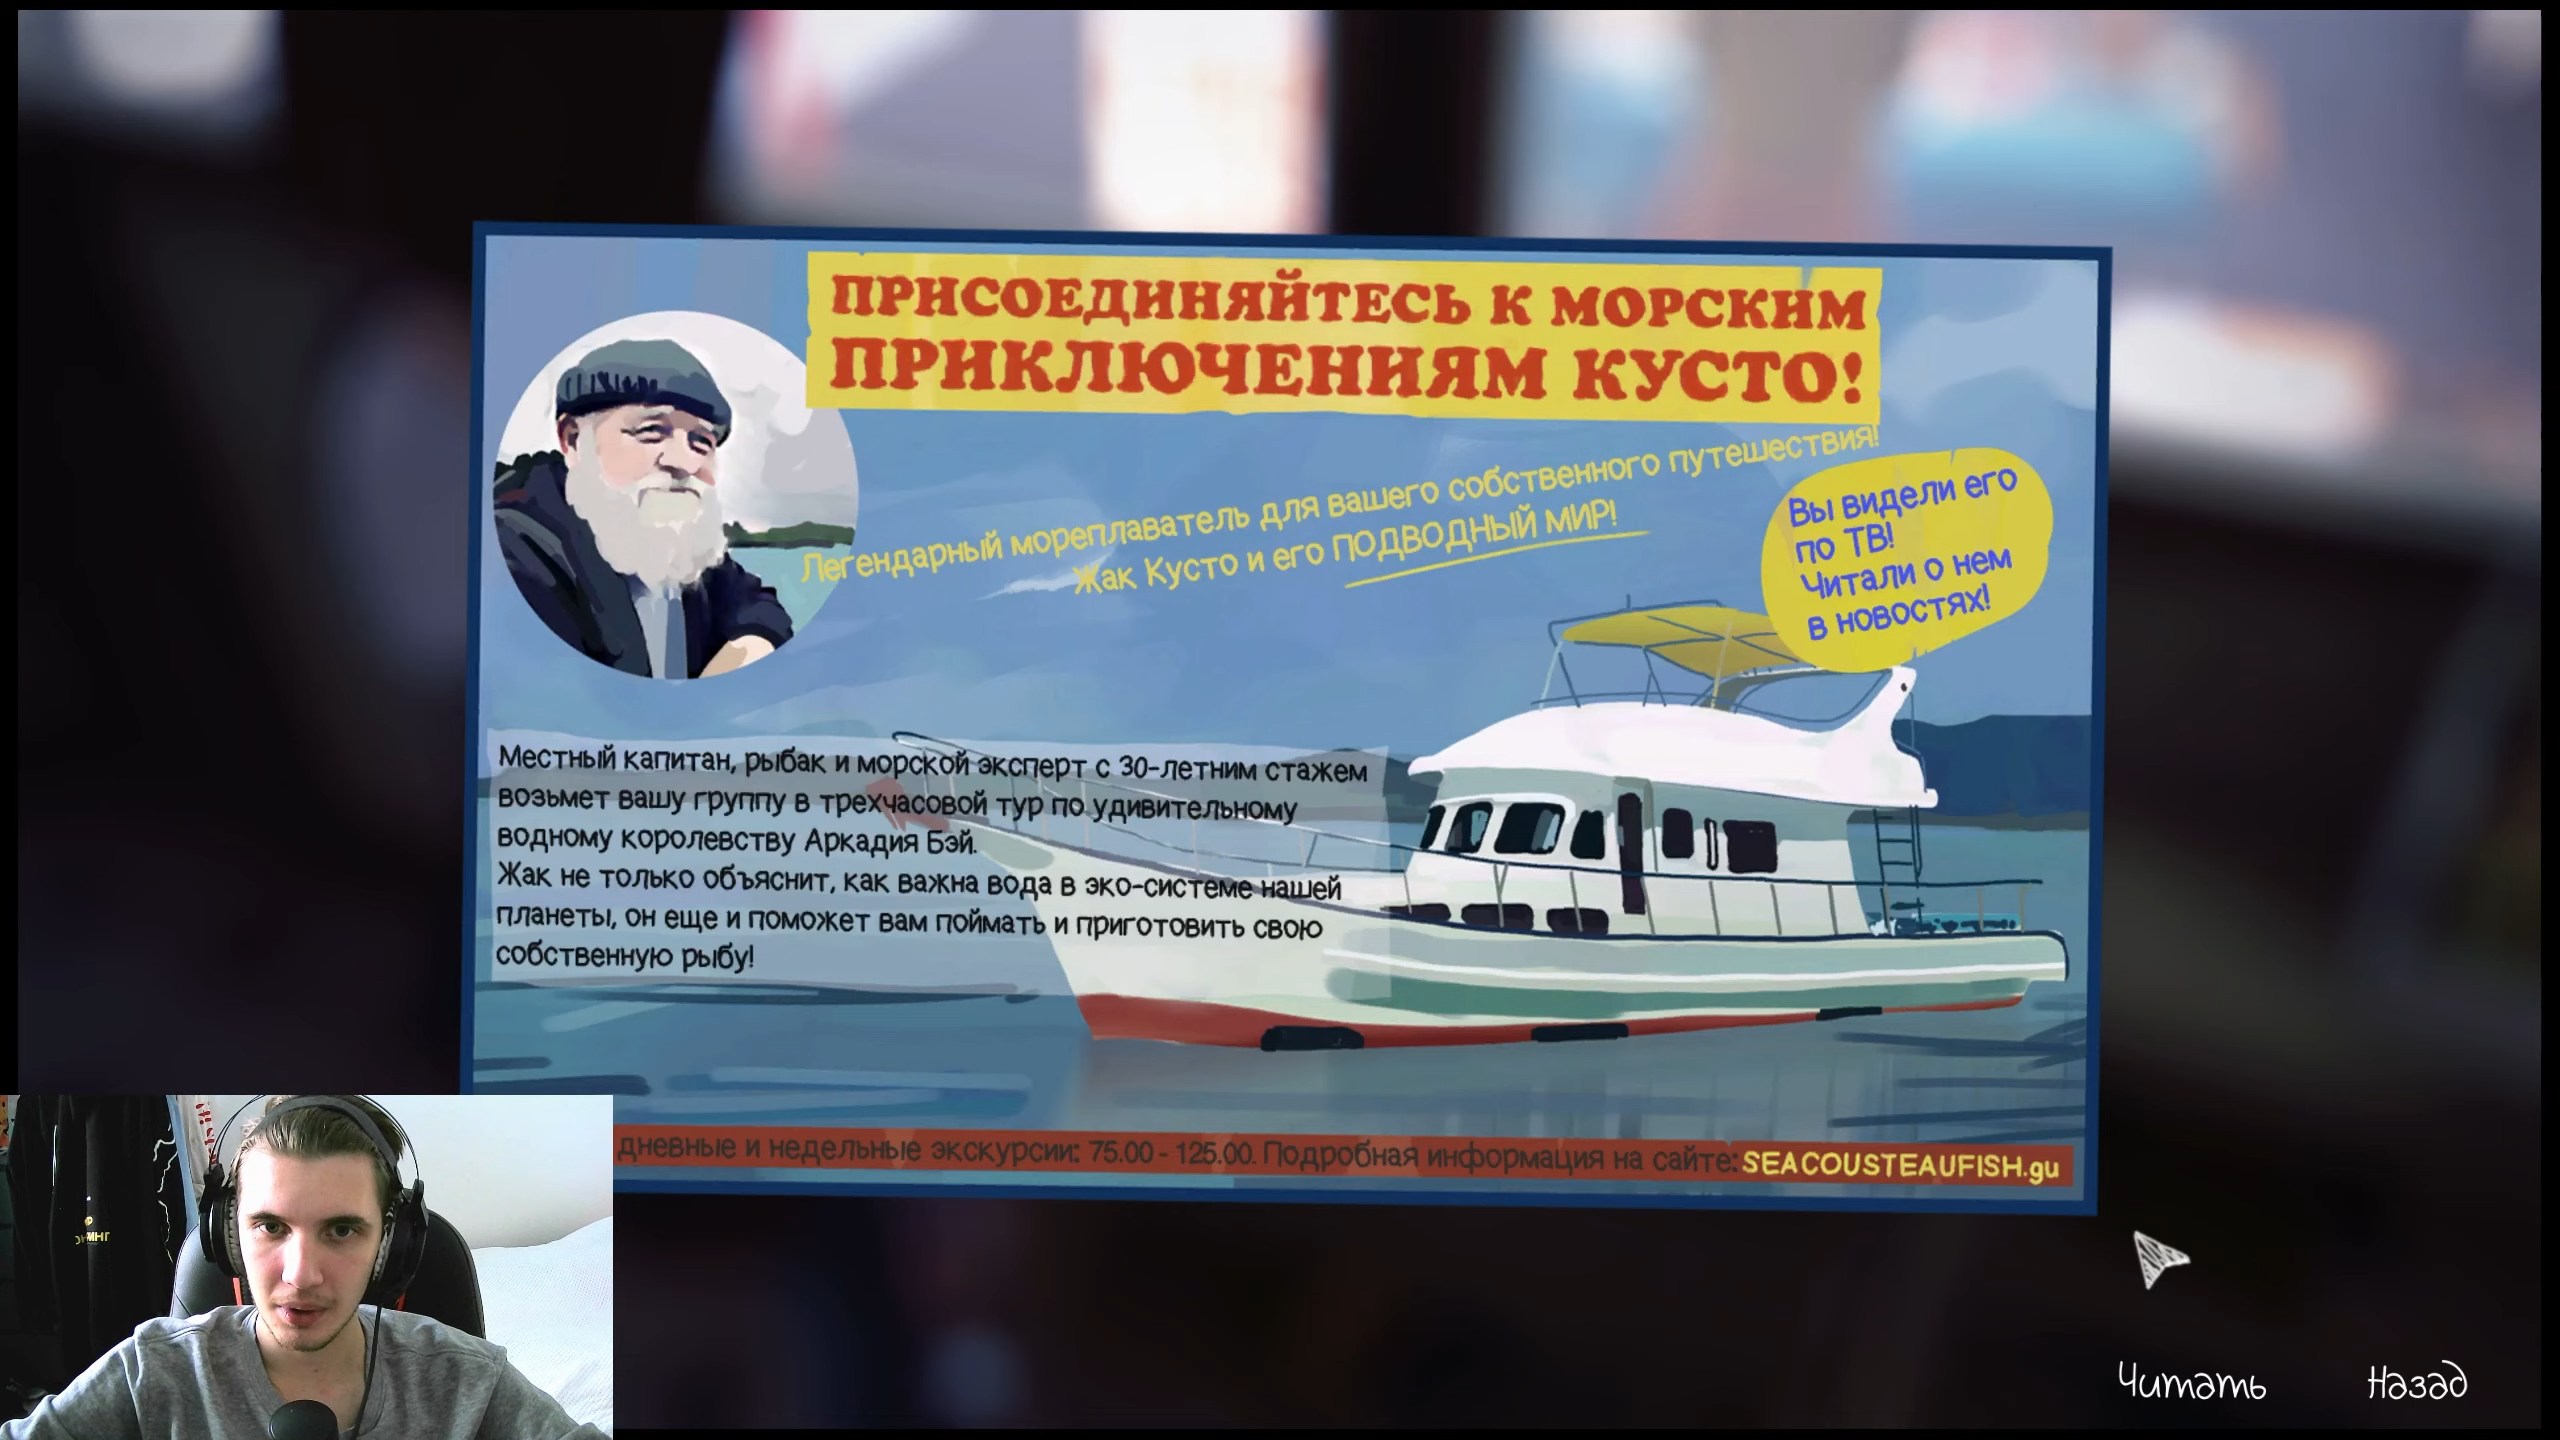 ПРИСОЕДИНЯЙТЕСЬ К МОРСКИМ
ПРИКЛЮЧЕНИЯМ КУСТО!
Легендарный мореплаватель для вашего собственного путешествия!
Жак Кусто и его ПОДВОДНЫЙ МИР!
Вы видели его
по ТВ!
Читали о нем
в новостях!
Местный капитан, рыбак и морской эксперт с 30-летним стажем
возьмет вашу группу в трехчасовой тур по удивительному
водному королевству Аркадия Бэй.
Жак не только объяснит, как важна вода в эко-системе нашей
планеты, он еще и поможет вам поймать и приготовить свою
собственную рыбу!
дневные и недельные экскурсии: 75.00 - 125.00. Подробная информация на сайте: SEACOUSTEAUFISH.gu
Читать Назад